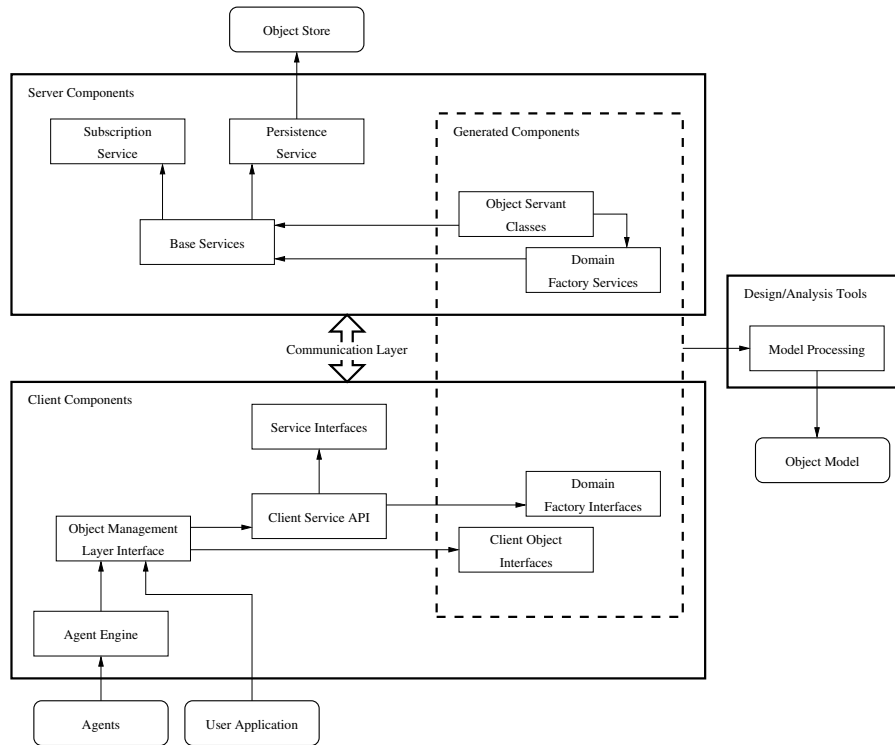 Object Store
Server Components
Subscription
Service
Persistence
Service
Generated Components
Object Servant
Classes
Base Services
Domain
Factory Services
Design/Analysis Tools
Model Processing
Communication Layer
Client Components
Service Interfaces
Object Model
Domain
Factory Interfaces
Client Service API
Object Management
Layer Interface
Client Object
Interfaces
Agent Engine
Agents
User Application